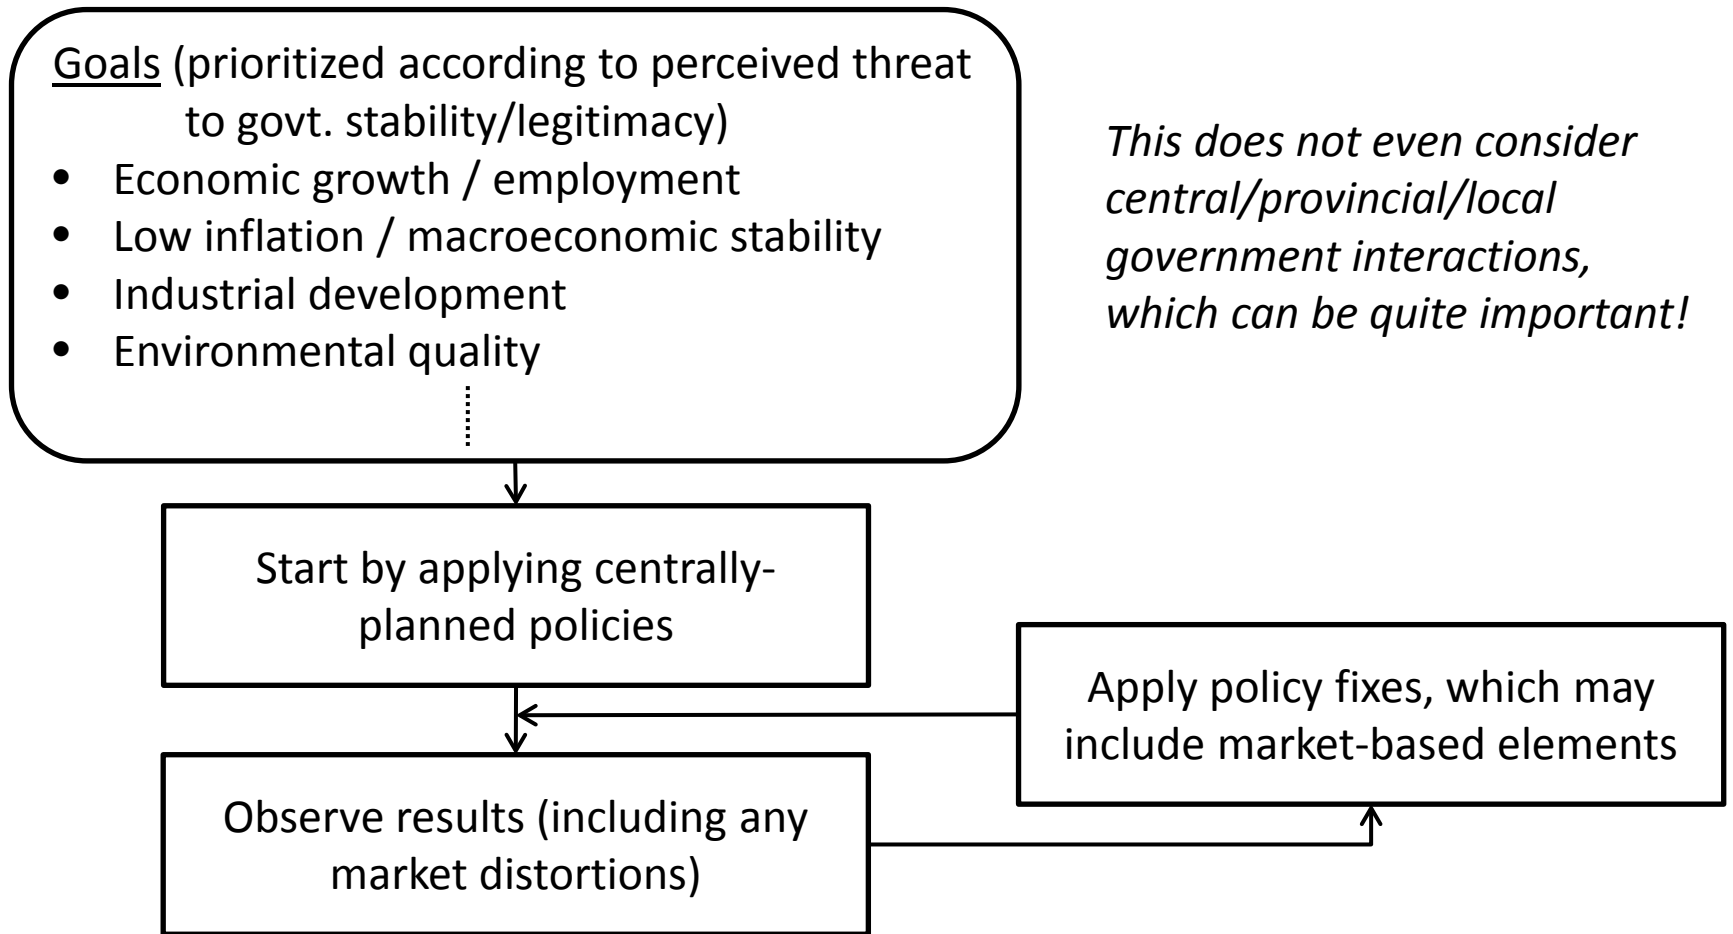 Goals (prioritized according to perceived threat
to govt. stability/legitimacy)
• Economic growth / employment
• Low inflation / macroeconomic stability
• Industrial development
• Environmental quality
This does not even consider
central/provincial/local
government interactions,
which can be quite important!
Start by applying centrally-
planned policies
Apply policy fixes, which may
include market-based elements
Observe results (including any
market distortions)